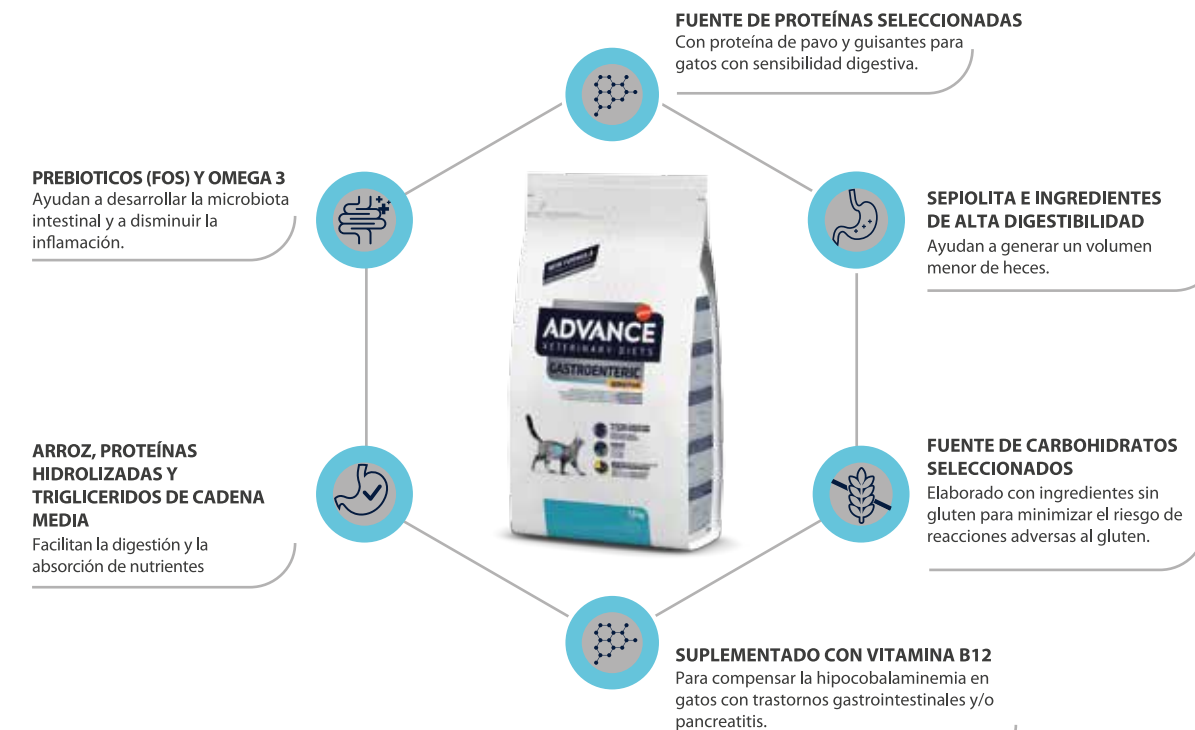 FUENTE DE PROTEÍNAS SELECCIONADAS
Con proteína de pavo y guisantes para
gatos con sensibilidad digestiva.
PREBIOTICOS (FOS) Y OMEGA 3
Ayudan a desarrollar la microbiota
intestinal y a disminuir la
inflamación.
SEPIOLITA E INGREDIENTES
DE ALTA DIGESTIBILIDAD
Ayudan a generar un volumen
menor de heces.
ADVANCE
VETERINARY DIETS
GASTROENTERIC
SENSITIVE
ARROZ, PROTEÍNAS
HIDROLIZADAS Y
TRIGLICERIDOS DE CADENA
MEDIA
Facilitan la digestión y la
absorción de nutrientes
FUENTE DE CARBOHIDRATOS
SELECCIONADOS
Elaborado con ingredientes sin
gluten para minimizar el riesgo de
reacciones adversas al gluten.
SUPLEMENTADO CON VITAMINA B12
Para compensar la hipocobalaminemia en
gatos con trastornos gastrointestinales y/o
pancreatitis.